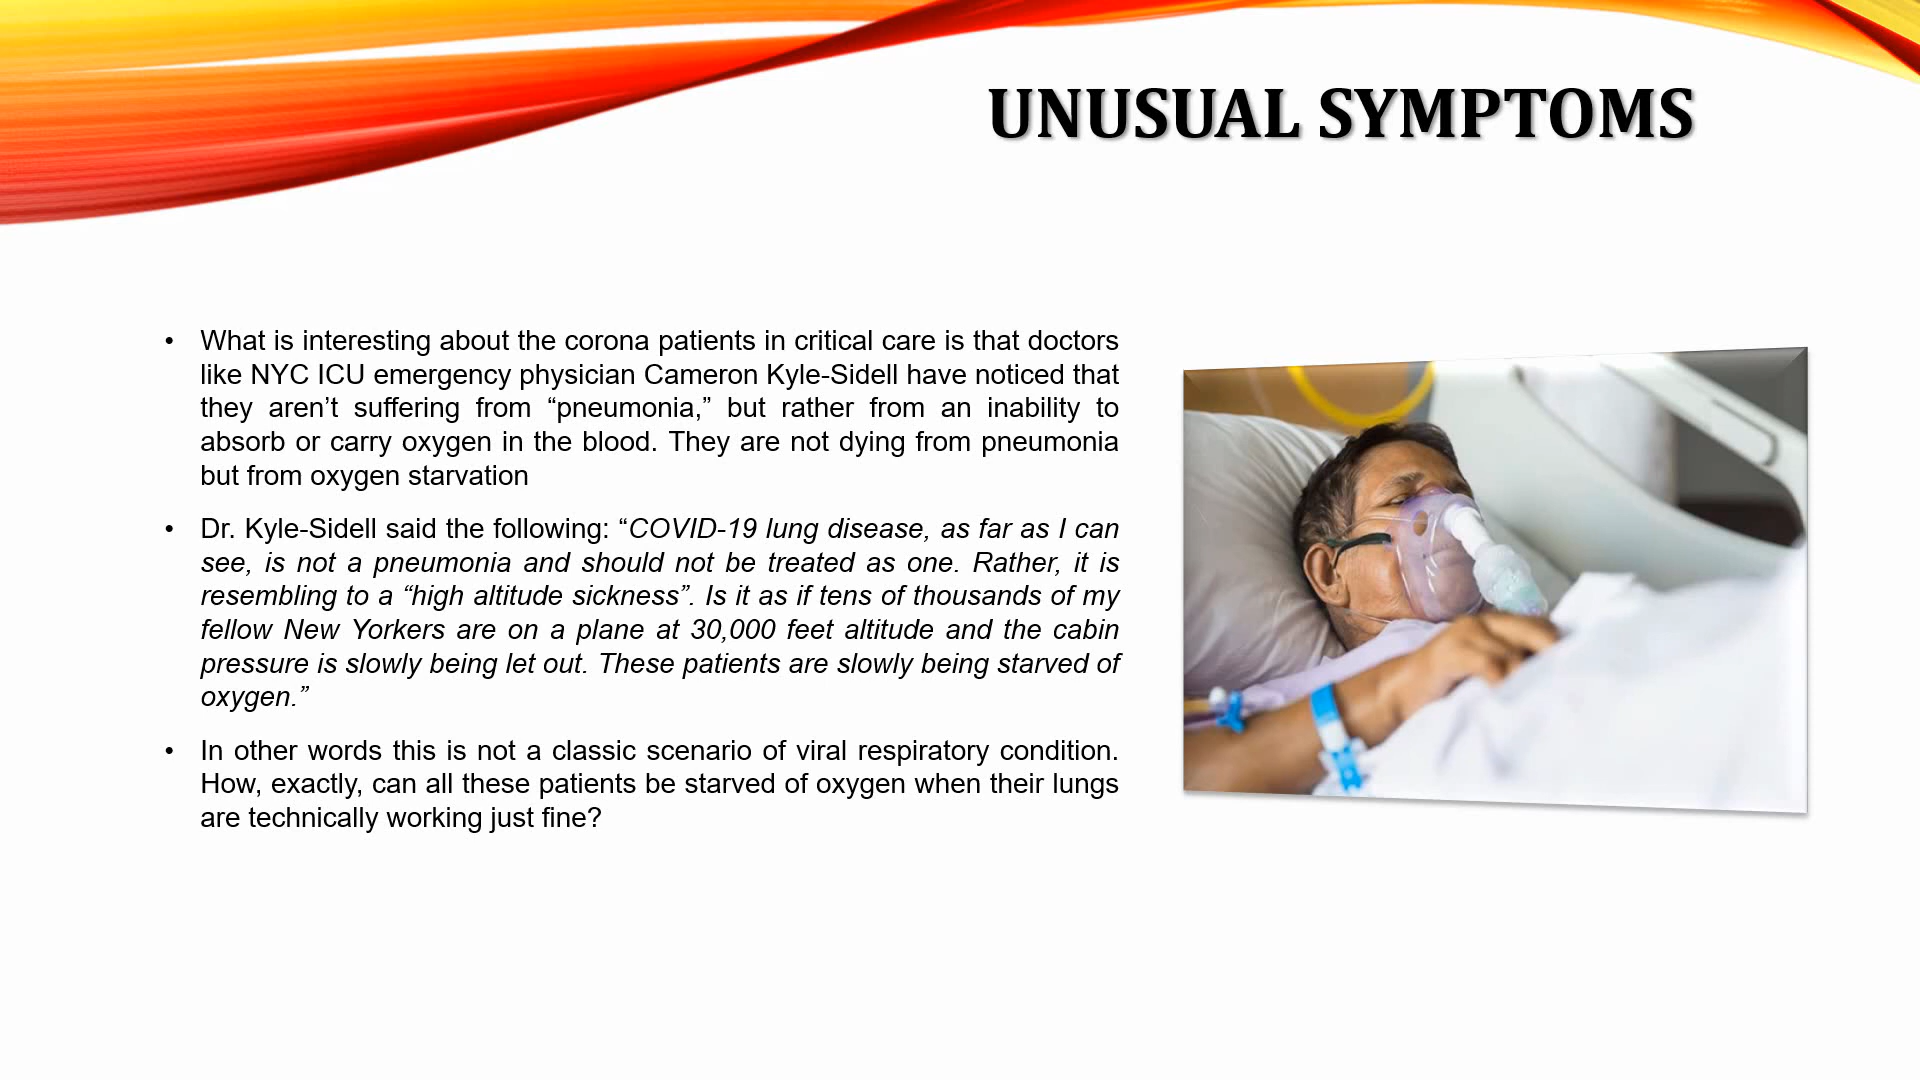 UNUSUAL SYMPTOMS
• What is interesting about the corona patients in critical care is that doctors
like NYC ICU emergency physician Cameron Kyle-Sidell have noticed that
they aren’t suffering from “pneumonia,” but rather from an inability to
absorb or carry oxygen in the blood. They are not dying from pneumonia
but from oxygen starvation
• Dr. Kyle-Sidell said the following: “COVID-19 lung disease, as far as I can
see, is not a pneumonia and should not be treated as one. Rather, it is
resembling to a “high altitude sickness”. Is it as if tens of thousands of my
fellow New Yorkers are on a plane at 30,000 feet altitude and the cabin
pressure is slowly being let out. These patients are slowly being starved of
oxygen.”
• In other words this is not a classic scenario of viral respiratory condition.
How, exactly, can all these patients be starved of oxygen when their lungs
are technically working just fine?